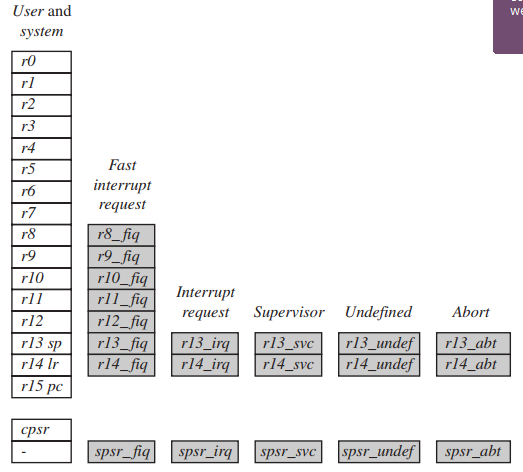 User and
system
r0
r1
r2
r3
r4
r5
r6
r7
r8
r9
r10
r11
r12
r13 sp
r14 lr
r15 pc
cpsr
-
Fast
interrupt
request
r8_fiq
r9_fiq
r10_fiq
r11_fiq
r12_fiq
r13_fiq
r14_fiq
spsr_fiq
Interrupt
request
r13_irq
r14_irq
spsr_irq
Supervisor
r13_svc
r14_svc
spsr_svc
Undefined
r13_undef
r14_undef
spsr_undef
Abort
r13_abt
r14_abt
spsr_abt
we